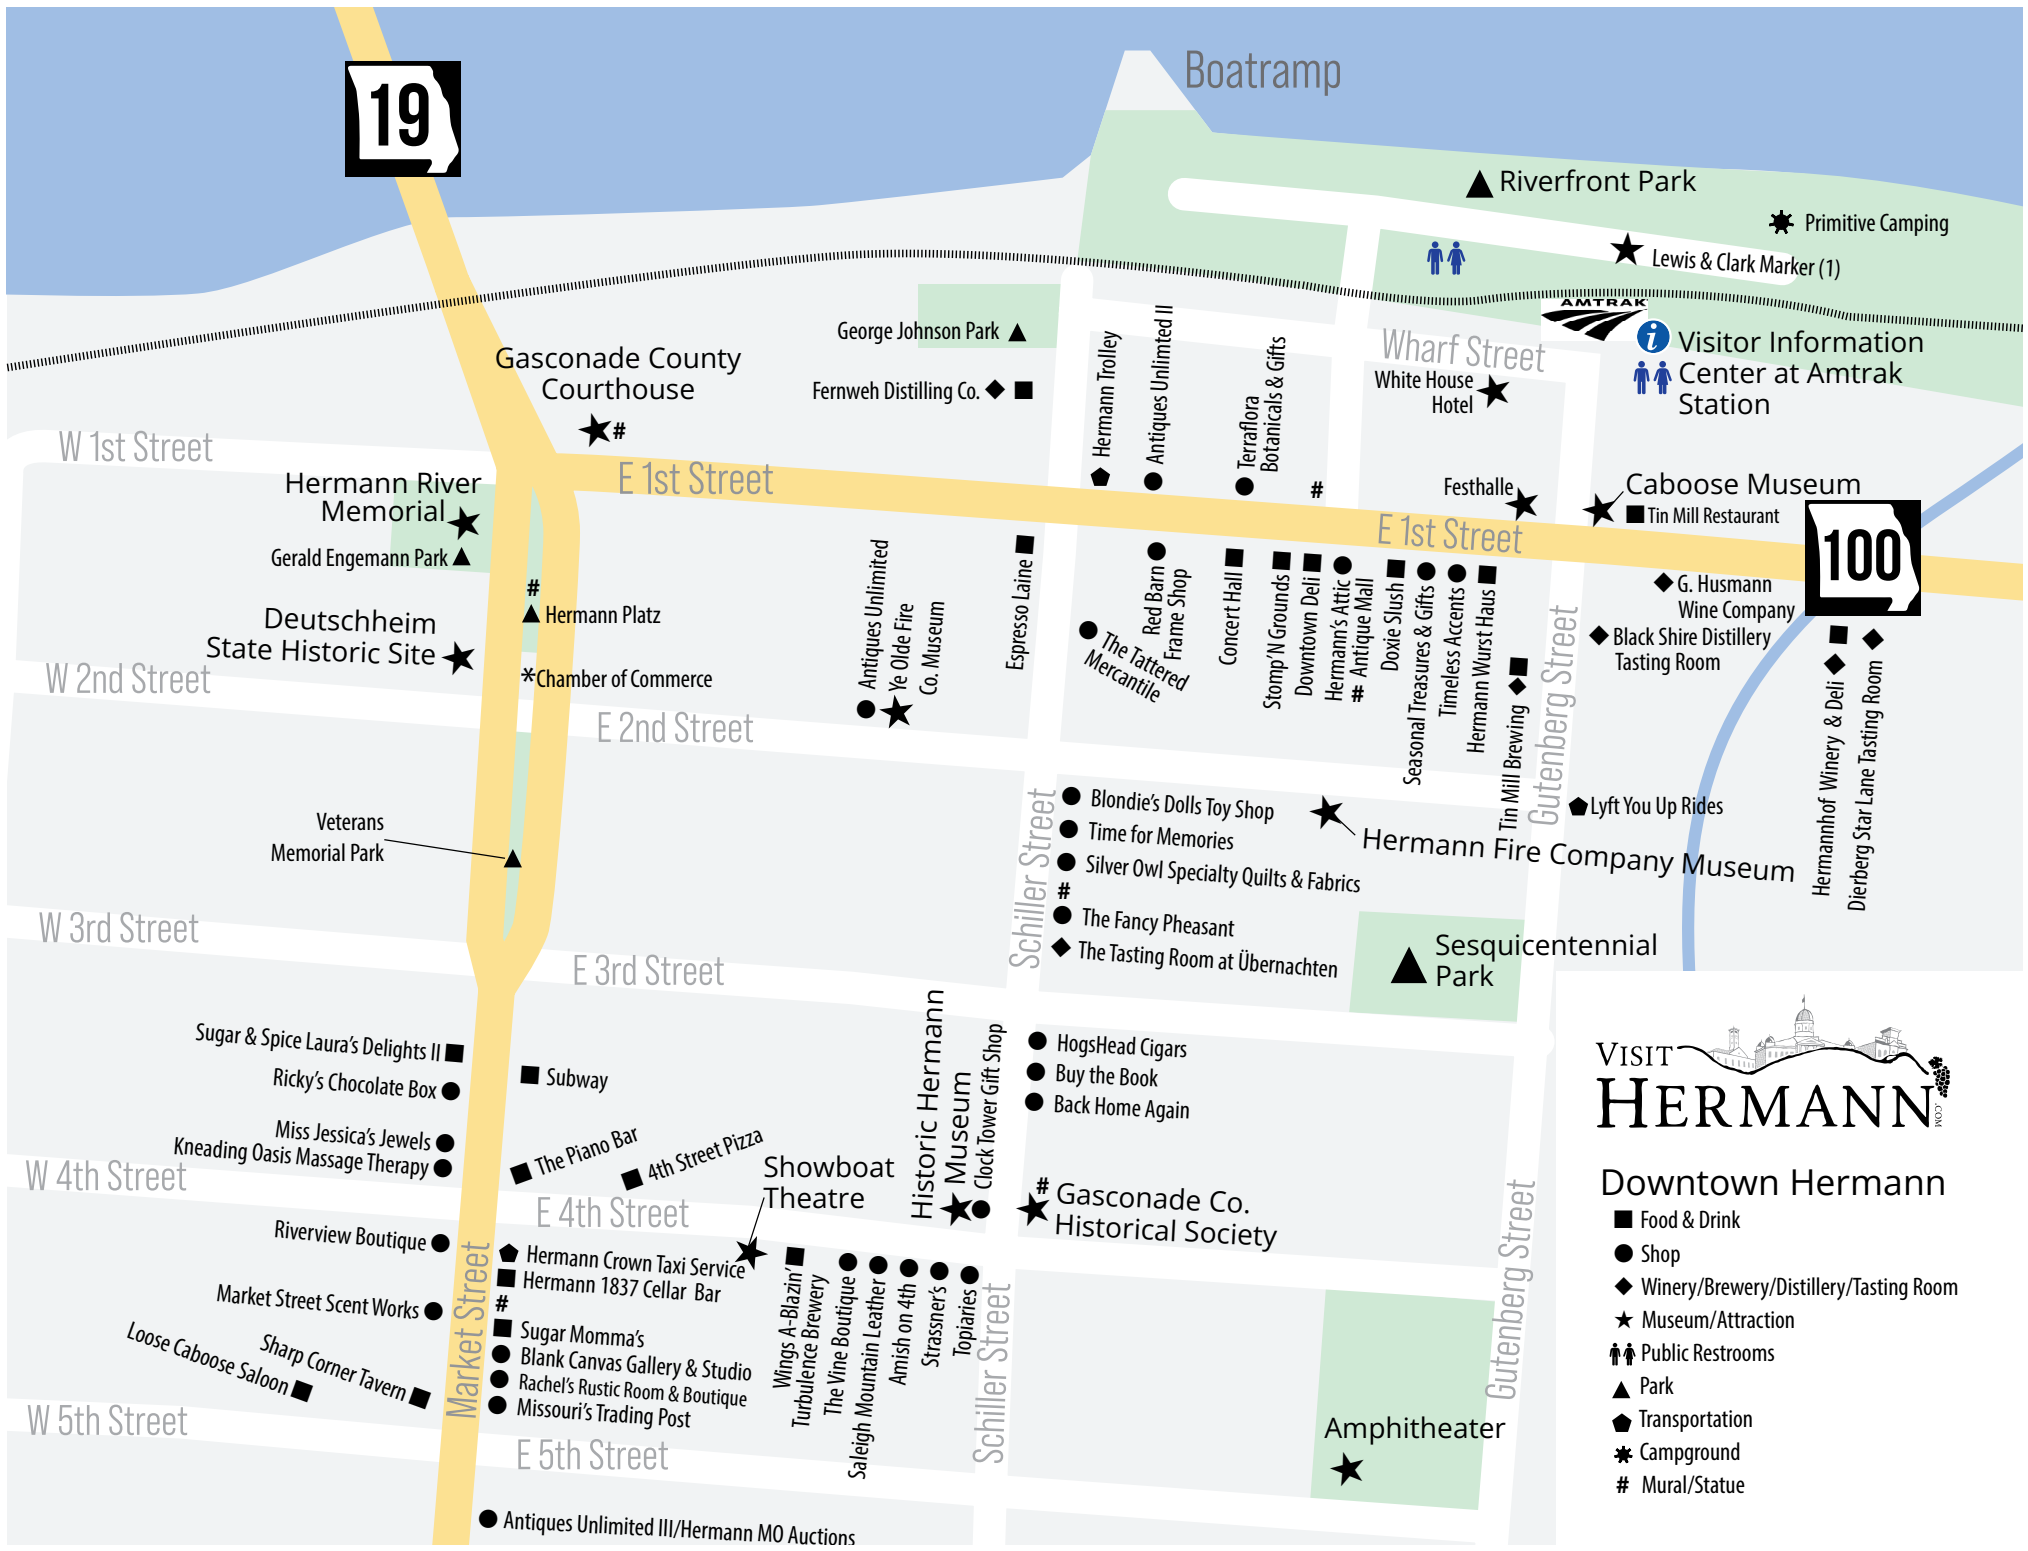 Boatramp
19
Riverfront Park
Primitive Camping
Lewis & Clark Marker (1)
AMTRAK
i
Visitor Information
Center at Amtrak
Station
George Johnson Park
Fernweh Distilling Co.
Gasconade County
Courthouse
#
Hermann Trolley
Antiques Unlimted II
Terraflora
Botanicals & Gifts
#
Wharf Street
White House
Hotel
W 1st Street
E 1st Street
E 1st Street
Festhalle
Caboose Museum
Tin Mill Restaurant
100
Hermann River
Memorial
Gerald Engemann Park
#
Hermann Platz
Deutschheim
State Historic Site
*Chamber of Commerce
W 2nd Street
E 2nd Street
Antiques Unlimited
Ye Olde Fire
Co. Museum
Espresso Laine
The Tattered
Mercantile
Red Barn
Frame Shop
Concert Hall
Stomp'N Grounds
Downtown Deli
Hermann's Attic
# Antique Mall
Doxie Slush
Seasonal Treasures & Gifts
Timeless Accents
Hermann Wurst Haus
Tin Mill Brewing
Gutenberg Street
G. Husmann
Wine Company
Black Shire Distillery
Tasting Room
Hermannhof Winery & Deli
Dierberg Star Lane Tasting Room
Lyft You Up Rides
Veterans
Memorial Park
Schiller Street
Blondie's Dolls Toy Shop
Time for Memories
Silver Owl Specialty Quilts & Fabrics
#
The Fancy Pheasant
The Tasting Room at Übernachten
Hermann Fire Company Museum
Sesquicentennial
Park
W 3rd Street
E 3rd Street
Sugar & Spice Laura's Delights II
Ricky's Chocolate Box
Miss Jessica's Jewels
Kneading Oasis Massage Therapy
Subway
The Piano Bar
4th Street Pizza
Showboat
Theatre
Historic Hermann
Museum
Clock Tower Gift Shop
HogsHead Cigars
Buy the Book
Back Home Again
#
Gasconade Co.
Historical Society
W 4th Street
E 4th Street
Riverview Boutique
Market Street Scent Works
Loose Caboose Saloon
Sharp Corner Tavern
Market Street
Hermann Crown Taxi Service
Hermann 1837 Cellar Bar
#
Sugar Momma's
Blank Canvas Gallery & Studio
Rachel's Rustic Room & Boutique
Missouri's Trading Post
Wings A-Blazin'
Turbulence Brewery
The Vine Boutique
Saleigh Mountain Leather
Amish on 4th
Strassner's
Topiaries
Schiller Street
Gutenberg Street
Amphitheater
W 5th Street
E 5th Street
Antiques Unlimited III/Hermann MO Auctions
VISIT
HERMANN
.COM
Downtown Hermann
Food & Drink
Shop
Winery/Brewery/Distillery/Tasting Room
Museum/Attraction
Public Restrooms
Park
Transportation
Campground
# Mural/Statue